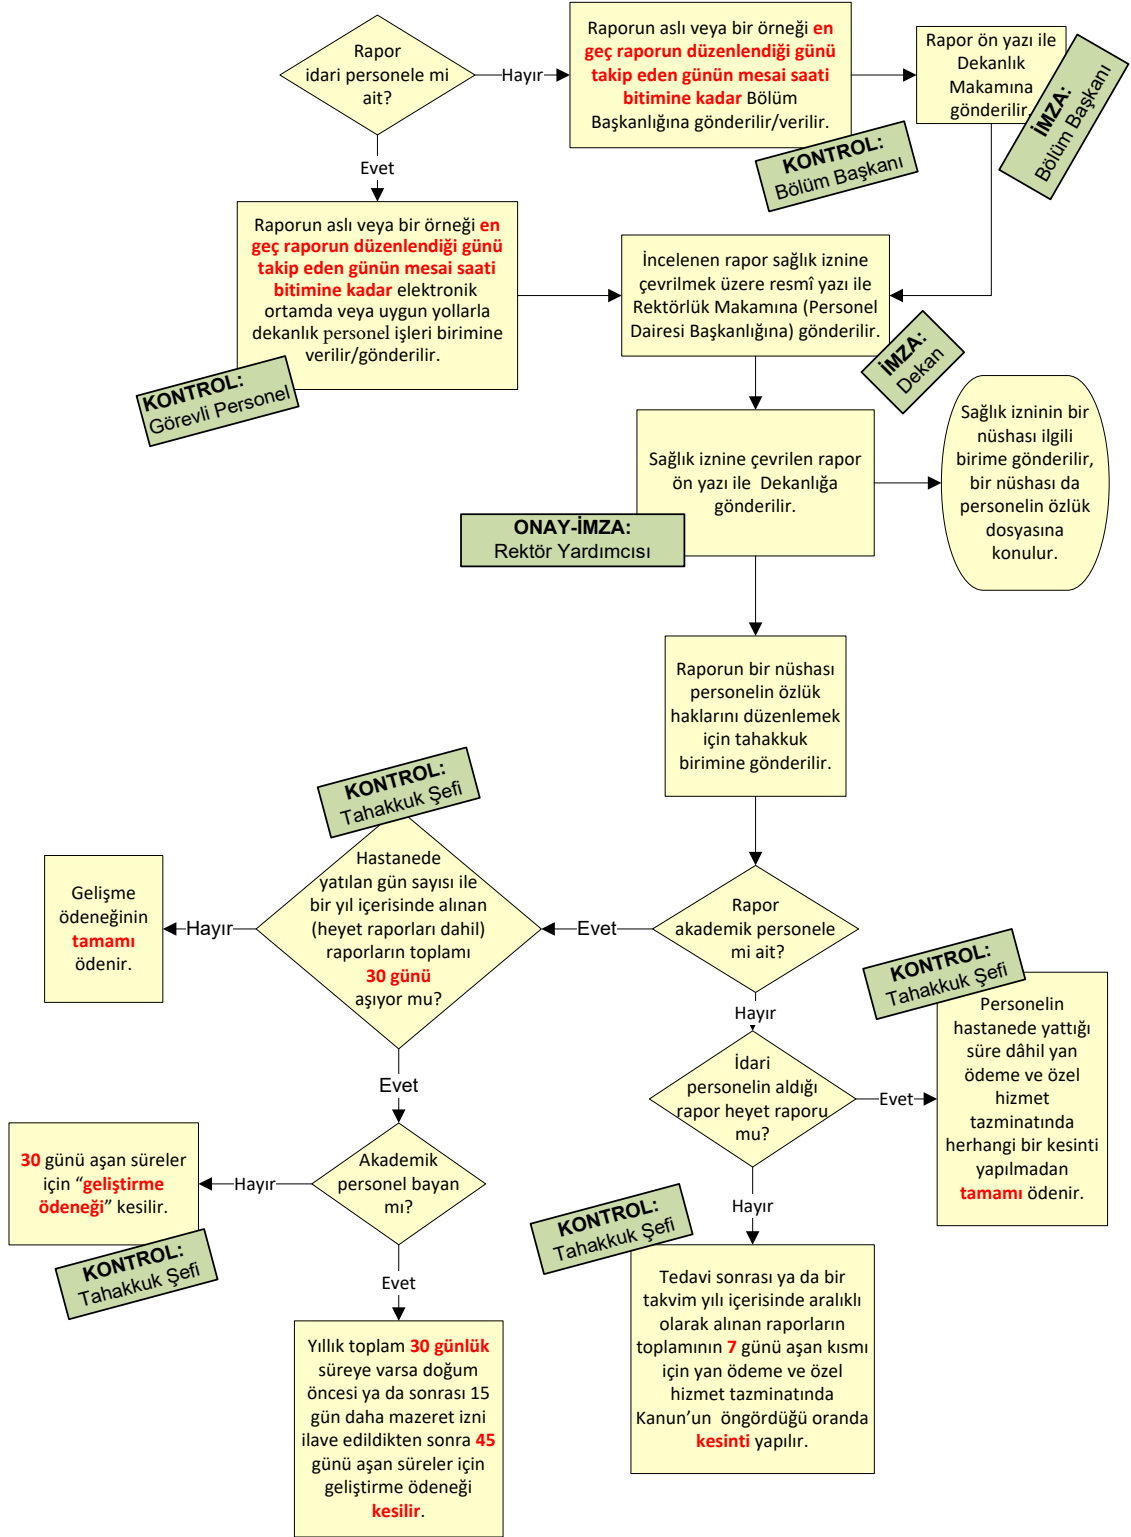 Rapor
idari personele mi
ait?
Hayır
Raporun aslı veya bir örneği en
geç raporun düzenlendiği günü
takip eden günün mesai saati
bitimine kadar Bölüm
Başkanlığına gönderilir/verilir.
KONTROL:
Bölüm Başkanı
Rapor ön yazı ile
Dekanlık
Makamına
gönderilir.
İMZA:
Bölüm Başkanı
Evet
Raporun aslı veya bir örneği en
geç raporun düzenlendiği günü
takip eden günün mesai saati
bitimine kadar elektronik
ortamda veya uygun yollarla
dekanlık personel işleri birimine
verilir/gönderilir.
KONTROL:
Görevli Personel
İncelenen rapor sağlık iznine
çevrilmek üzere resmî yazı ile
Rektörlük Makamına (Personel
Dairesi Başkanlığına) gönderilir.
İMZA:
Dekan
Sağlık iznine çevrilen rapor
ön yazı ile Dekanlığa
gönderilir.
ONAY-İMZA:
Rektör Yardımcısı
Sağlık izninin bir
nüshası ilgili
birime gönderilir,
bir nüshası da
personelin özlük
dosyasına
konulur.
Raporun bir nüshası
personelin özlük
haklarını düzenlemek
için tahakkuk
birimine gönderilir.
Rapor
akademik personele
mi ait?
Evet
KONTROL:
Tahakkuk Şefi
Hastanede
yatılan gün sayısı ile
bir yıl içerisinde alınan
(heyet raporları dahil)
raporların toplamı
30 günü
aşıyor mu?
Hayır
Gelişme
ödeneğinin
tamamı
ödenir.
Evet
Akademik
personel bayan
mı?
Hayır
30 günü aşan süreler
için “geliştirme
ödeneği” kesilir.
KONTROL:
Tahakkuk Şefi
Evet
Yıllık toplam 30 günlük
süreye varsa doğum
öncesi ya da sonrası 15
gün daha mazeret izni
ilave edildikten sonra 45
günü aşan süreler için
geliştirme ödeneği
kesilir.
Hayır
İdari
personelin aldığı
rapor heyet raporu
mu?
Evet
KONTROL:
Tahakkuk Şefi
Personelin
hastanede yattığı
süre dâhil yan
ödeme ve özel
hizmet
tazminatında
herhangi bir kesinti
yapılmadan
tamamı ödenir.
Hayır
KONTROL:
Tahakkuk Şefi
Tedavi sonrası ya da bir
takvim yılı içerisinde aralıklı
olarak alınan raporların
toplamının 7 günü aşan kısmı
için yan ödeme ve özel
hizmet tazminatında
Kanun’un öngördüğü oranda
kesinti yapılır.